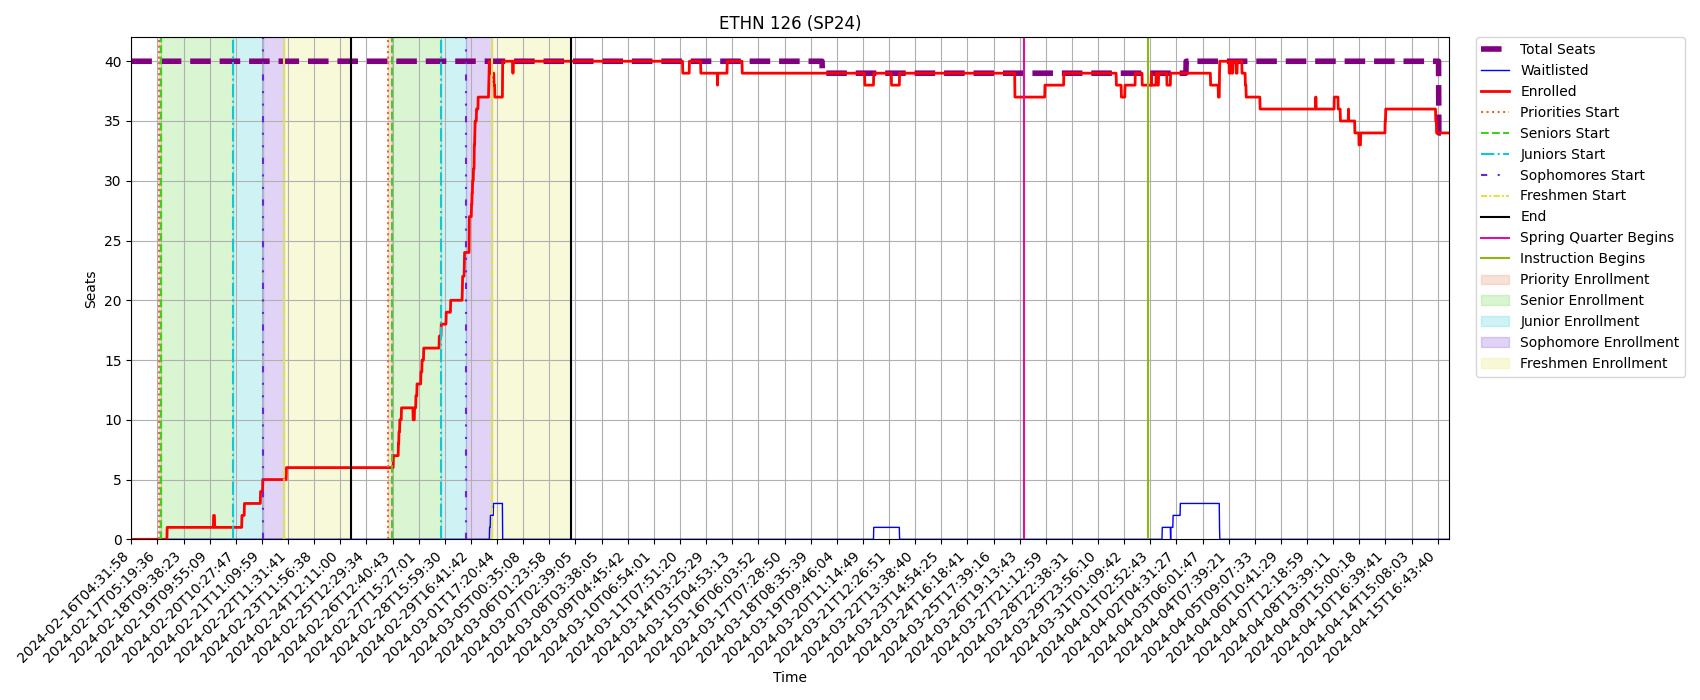 ETHN 126 (SP24)
Seats
40
35
30
25
20
15
10
5
0
2024-02-16T04:31:58
2024-02-17T05:19:36
2024-02-18T09:38:23
2024-02-19T09:55:09
2024-02-20T10:27:47
2024-02-21T11:09:59
2024-02-22T11:31:41
2024-02-23T11:56:38
2024-02-24T12:11:00
2024-02-25T12:29:34
2024-02-26T12:40:43
2024-02-27T15:27:01
2024-02-28T15:59:30
2024-02-29T16:41:42
2024-03-01T17:20:44
2024-03-05T00:35:08
2024-03-06T01:23:58
2024-03-07T02:39:05
2024-03-08T03:38:05
2024-03-09T04:45:42
2024-03-10T06:54:01
2024-03-11T07:51:20
2024-03-14T03:25:29
2024-03-15T04:53:13
2024-03-16T06:03:52
2024-03-17T07:28:50
2024-03-18T08:35:39
2024-03-19T09:46:04
2024-03-20T11:14:49
2024-03-21T12:26:51
2024-03-22T13:38:40
2024-03-23T14:54:25
2024-03-24T16:18:41
2024-03-25T17:39:16
2024-03-26T19:13:43
2024-03-27T21:12:59
2024-03-28T22:38:31
2024-03-29T23:56:10
2024-03-31T01:09:42
2024-04-01T02:52:43
2024-04-02T04:31:27
2024-04-03T06:01:47
2024-04-04T07:39:21
2024-04-05T09:07:33
2024-04-06T10:41:29
2024-04-07T12:18:59
2024-04-08T13:39:11
2024-04-09T15:00:18
2024-04-10T16:39:41
2024-04-14T15:08:03
2024-04-15T16:43:40
Time
Total Seats
Waitlisted
Enrolled
Priorities Start
Seniors Start
Juniors Start
Sophomores Start
Freshmen Start
End
Spring Quarter Begins
Instruction Begins
Priority Enrollment
Senior Enrollment
Junior Enrollment
Sophomore Enrollment
Freshmen Enrollment